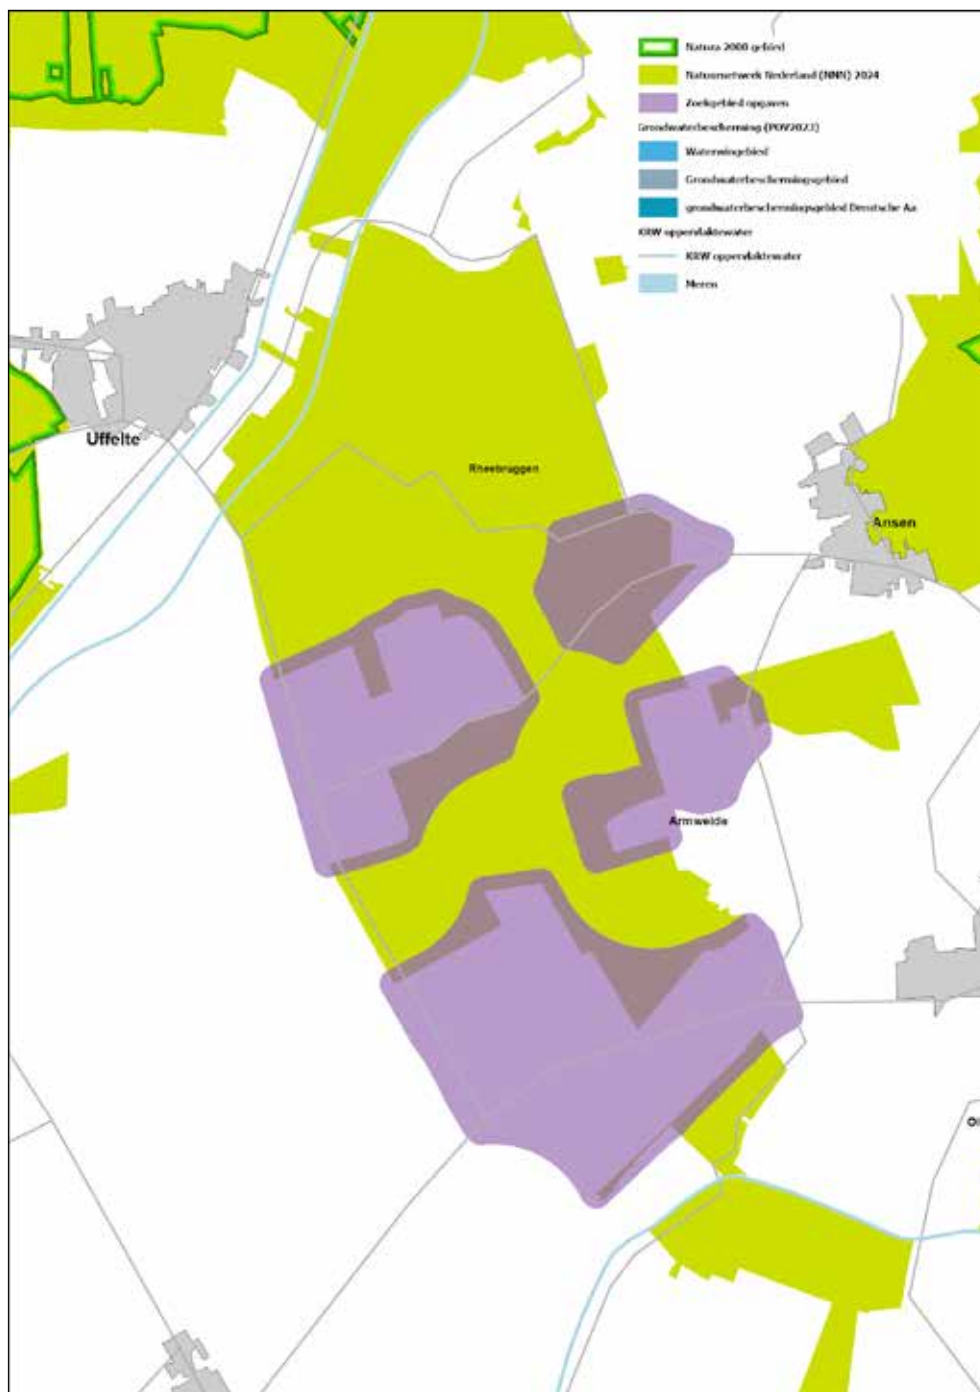 Natura 2000 gebied
Natuurnetwerk Nederland (NNN) 2024
Zoekgebied opgaven
Grondwaterbescherming (POV2023)
Waterwingebied
Grondwaterbeschermingsgebied
grondwaterbeschermingsgebied Drentsche Aa
KRW oppervlaktewater
KRW oppervlaktewater
Meren
Uffelte
Rheebruggen
Ansen
Armweide